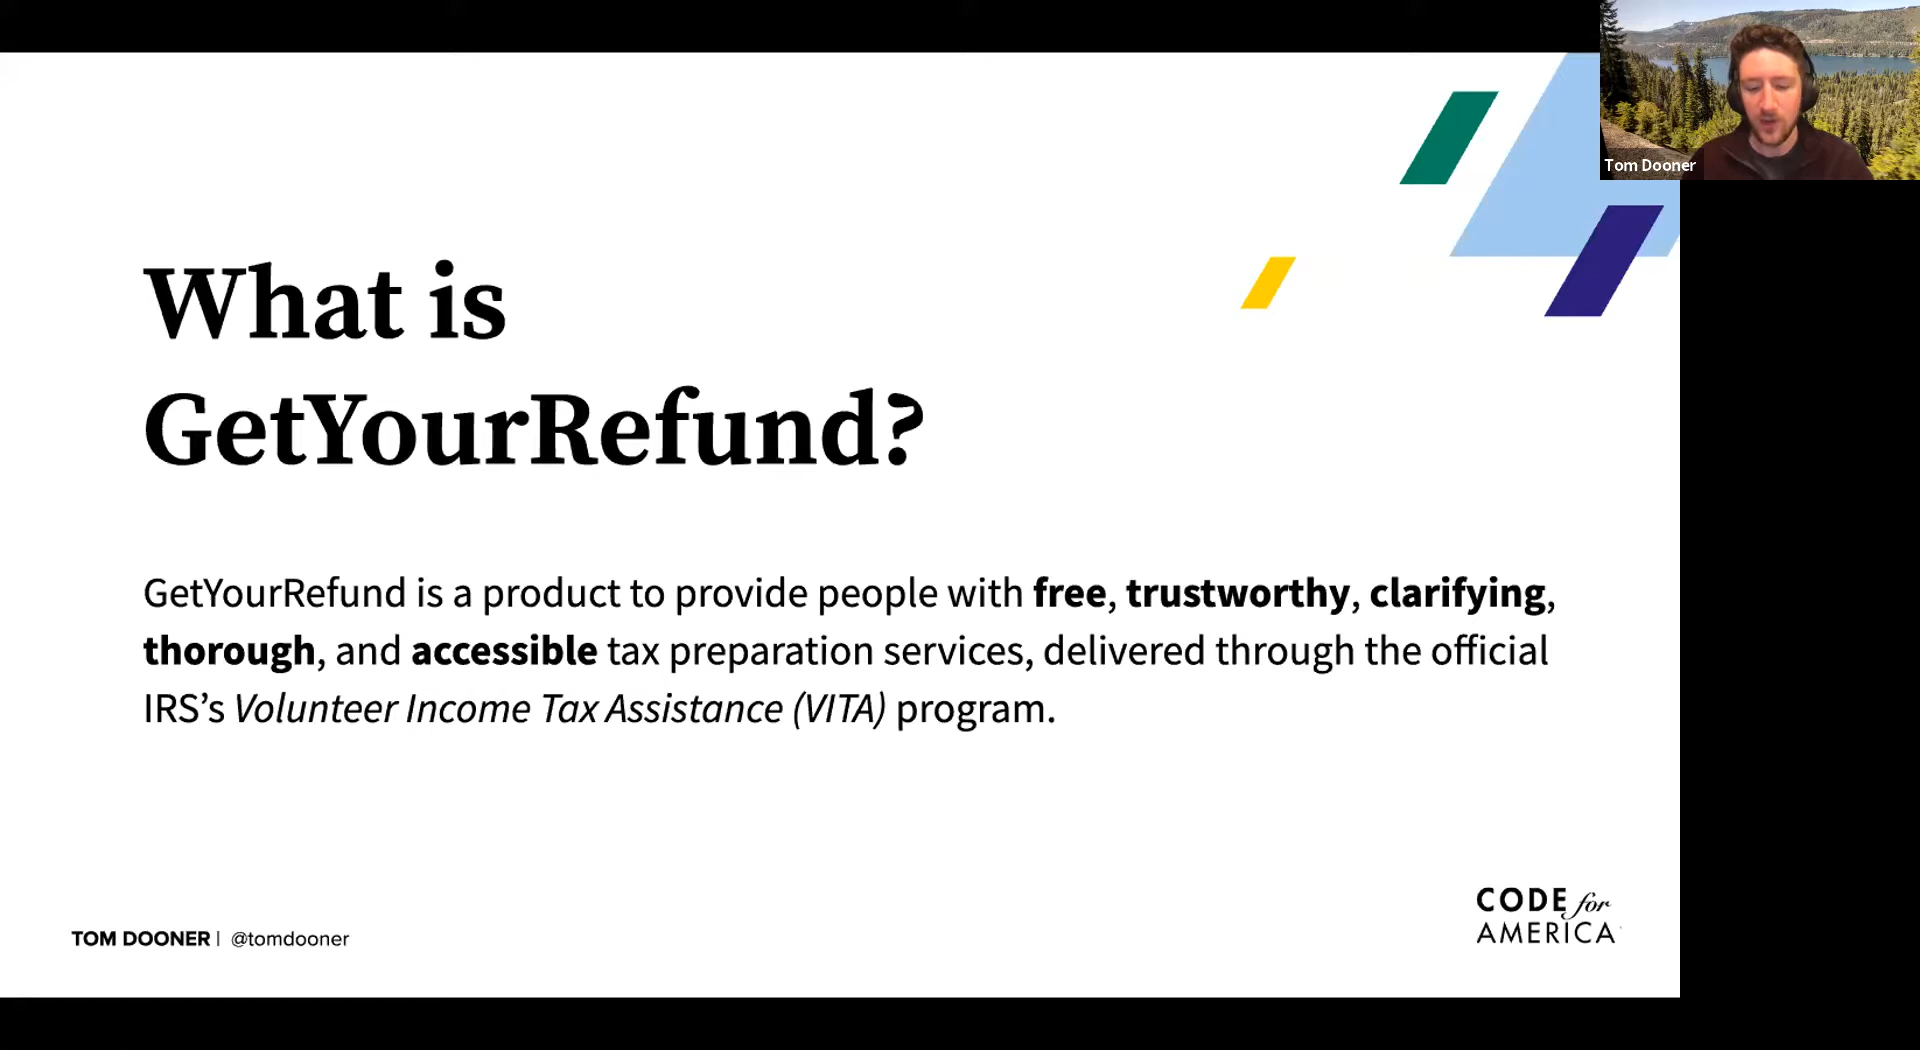 Tom Dooner
What is
GetYourRefund?
GetYourRefund is a product to provide people with free, trustworthy, clarifying,
thorough, and accessible tax preparation services, delivered through the official
IRS’s Volunteer Income Tax Assistance (VITA) program.
TOM DOONER | @tomdooner
CODE for
AMERICA